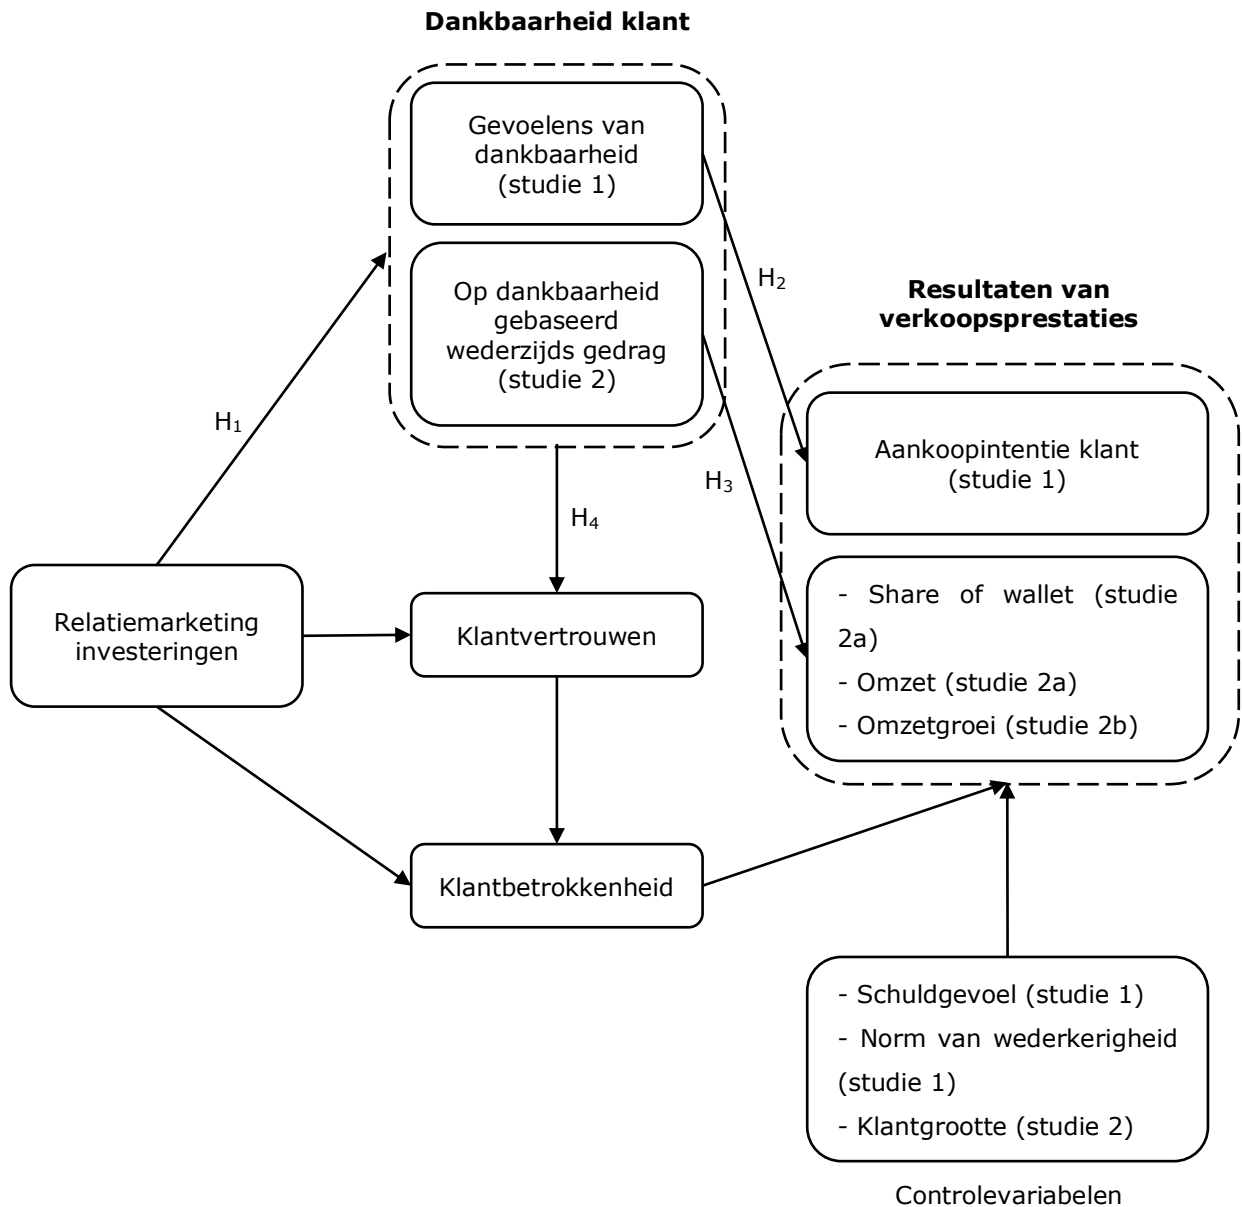 Dankbaarheid klant
Gevoelens van
dankbaarheid
(studie 1)
Op dankbaarheid
gebaseerd
wederzijds gedrag
(studie 2)
H₁
H₂
H₃
H₄
Resultaten van
verkoopsprestaties
Aankoopintentie klant
(studie 1)
- Share of wallet (studie
2a)
- Omzet (studie 2a)
- Omzetgroei (studie 2b)
Relatiemarketing
investeringen
Klantvertrouwen
Klantbetrokkenheid
- Schuldgevoel (studie 1)
- Norm van wederkerigheid
(studie 1)
- Klantgrootte (studie 2)
Controlevariabelen